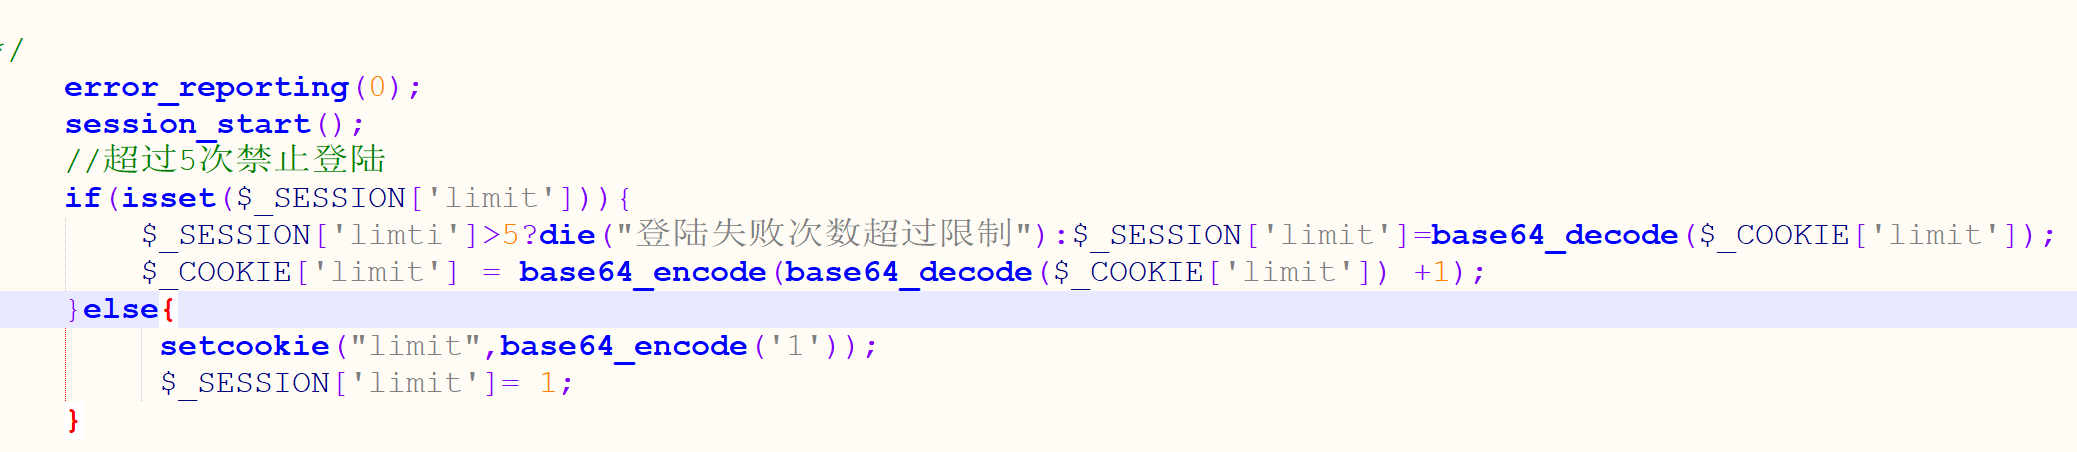 */
error_reporting(0);
session_start();
//超过5次禁止登陆
if(isset($_SESSION['limit'])){
$_SESSION['limti']>5?die("登陆失败次数超过限制"):$_SESSION['limit']=base64_decode($_COOKIE['limit']);
$_COOKIE['limit'] = base64_encode(base64_decode($_COOKIE['limit']) +1);
}else{
setcookie("limit",base64_encode('1'));
$_SESSION['limit']= 1;
}